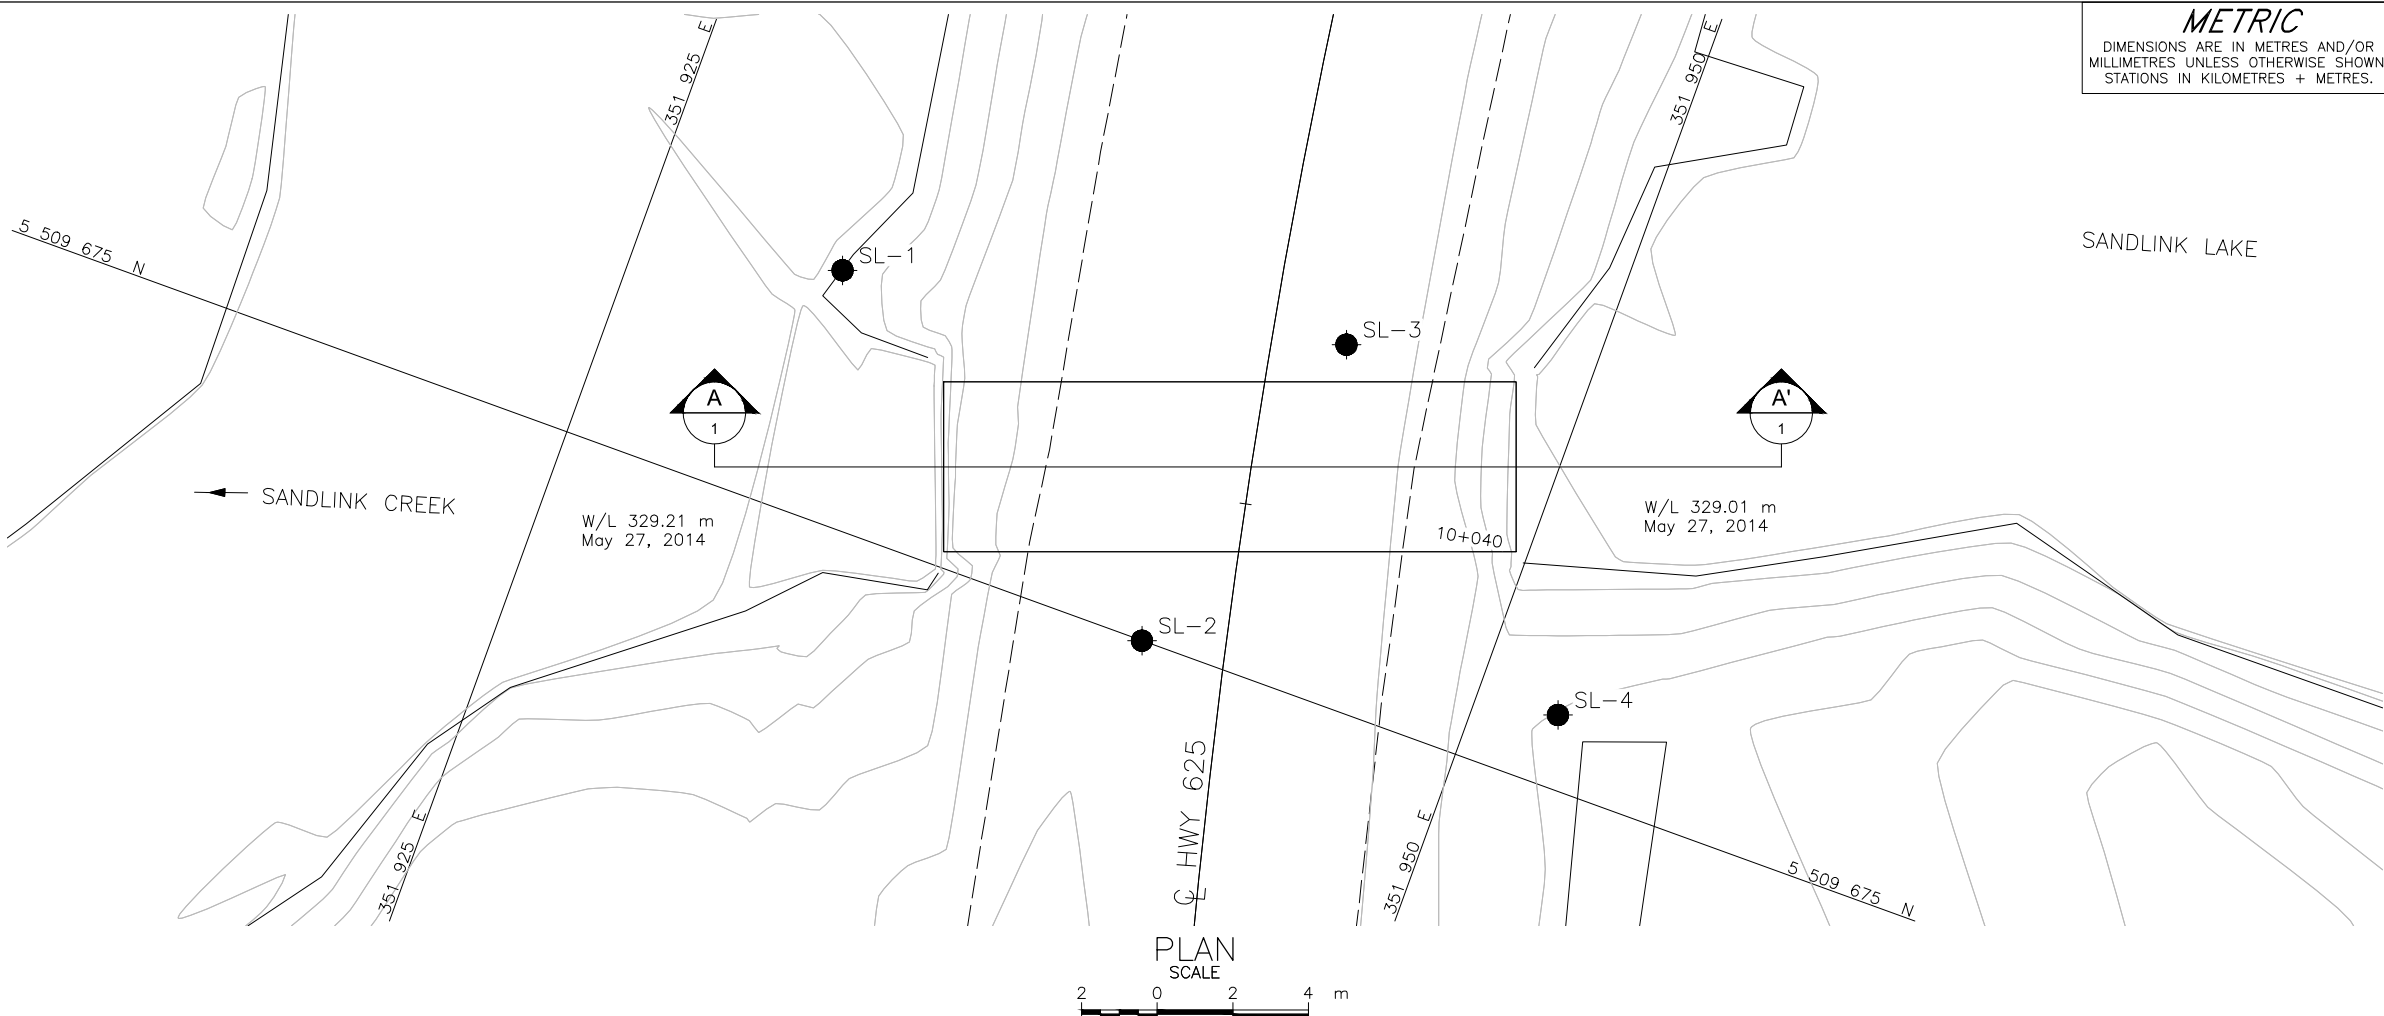 METRIC
DIMENSIONS ARE IN METRES AND/OR
MILLIMETRES UNLESS OTHERWISE SHOWN
STATIONS IN KILOMETRES + METRES.
351 925 E
351 950 E
5 509 675 N
SANDLINK LAKE
SL-1
SL-3
A
1
A'
1
SANDLINK CREEK
W/L 329.21 m
May 27, 2014
W/L 329.01 m
May 27, 2014
10+040
SL-2
SL-4
351 925 E
CL HWY 625
351 950 E
5 509 675 N
PLAN
SCALE
2 0 2 4 m